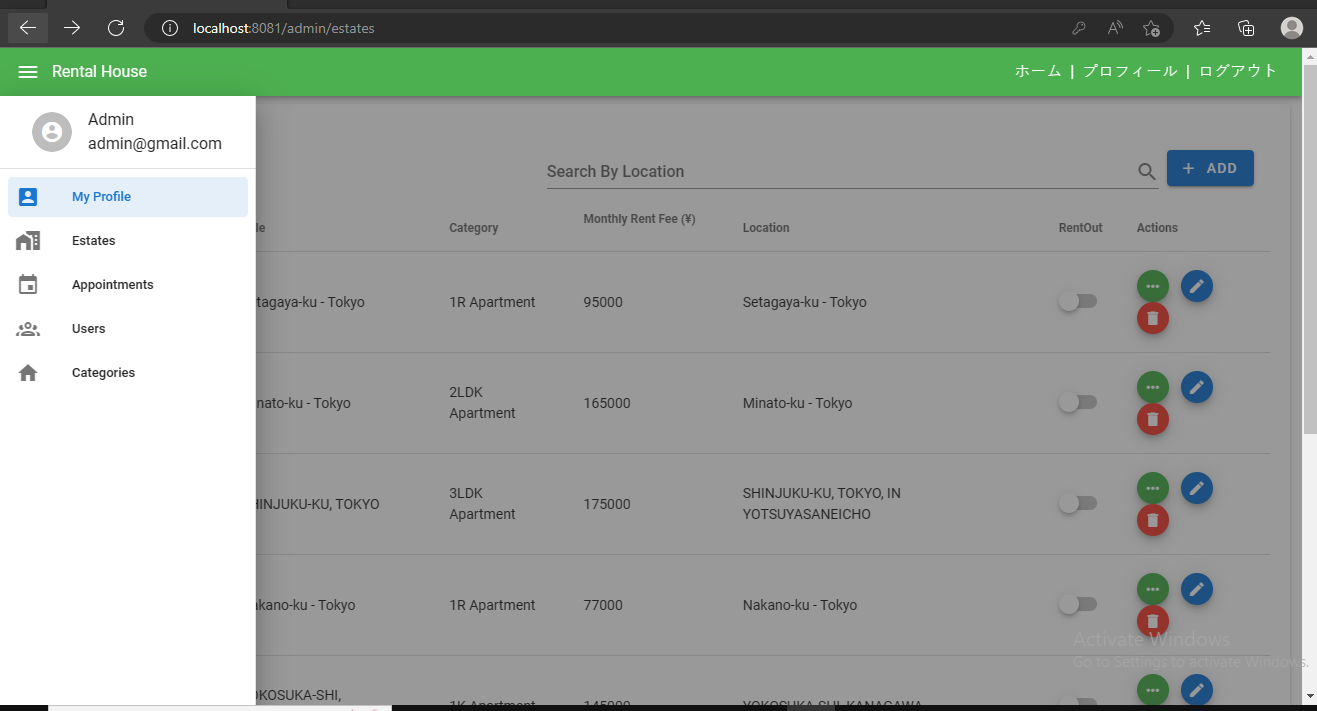 localhost:8081/admin/estates
Rental House
ホーム | プロフィール | ログアウト
Admin
admin@gmail.com
My Profile
Estates
Appointments
Users
Categories
Search By Location
+ ADD
Category Monthly Rent Fee (¥) Location RentOut Actions
tagaya-ku - Tokyo 1R Apartment 95000 Setagaya-ku - Tokyo
nato-ku - Tokyo 2LDK Apartment 165000 Minato-ku - Tokyo
HINJUKU-KU, TOKYO 3LDK Apartment 175000 SHINJUKU-KU, TOKYO, IN YOTSUYASANEICHO
akano-ku - Tokyo 1R Apartment 77000 Nakano-ku - Tokyo
OKOSUKA-SHI, 1K Apartment 145000 YOKOSUKA-SHI, KANAGAWA
Activate Windows
Go to Settings to activate Windows.